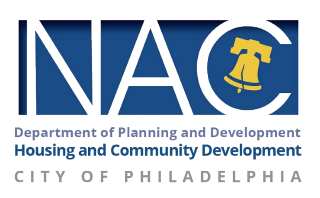 NAC
Department of Planning and Development
Housing and Community Development
CITY OF PHILADELPHIA